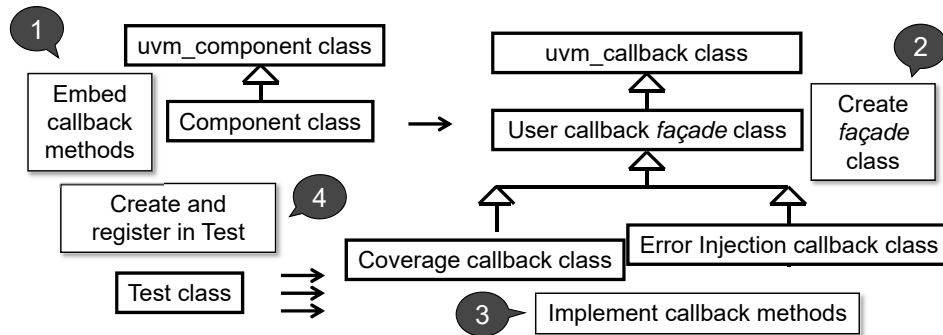 1
uvm_component class
Embed
callback
methods
Component class
uvm_callback class
2
User callback façade class
Create
façade
class
4
Create and
register in Test
Coverage callback class
Error Injection callback class
Test class
3
Implement callback methods